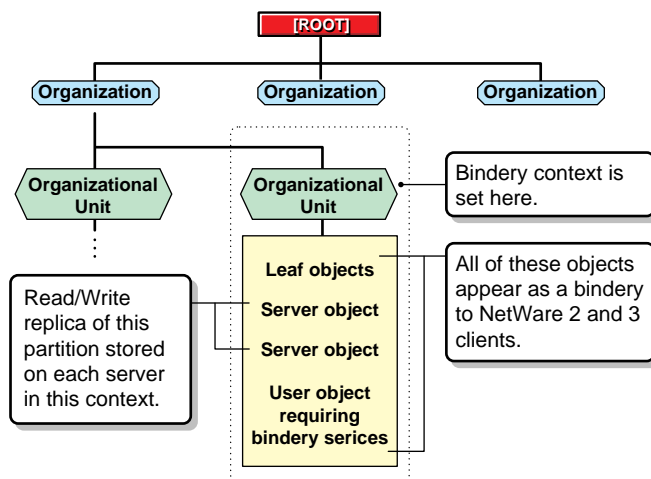 [ROOT]
Organization
Organization
Organization
Organizational
Unit
Organizational
Unit
Bindery context is
set here.
Leaf objects
Server object
Server object
User object
requiring
bindery serices
Read/Write
replica of this
partition stored
on each server
in this context.
All of these objects
appear as a bindery
to NetWare 2 and 3
clients.